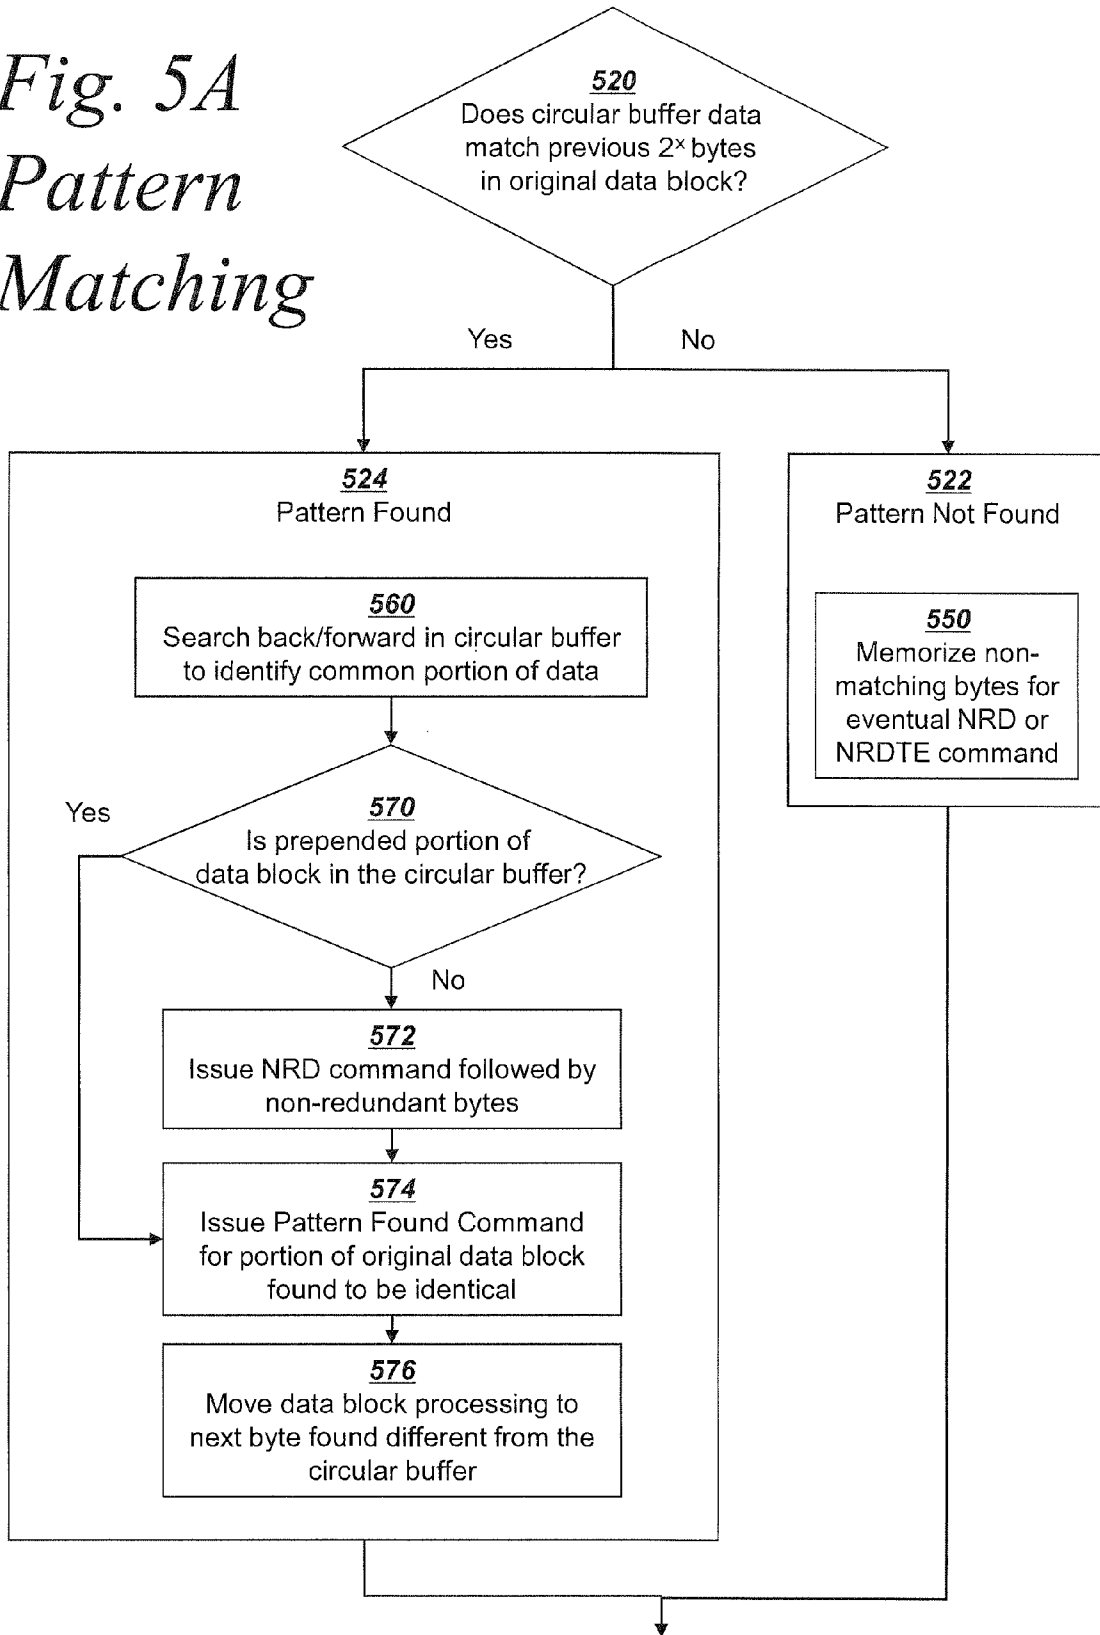 Fig. 5A
Pattern
Matching
520
Does circular buffer data
match previous 2ˣ bytes
in original data block?
Yes
No
524
Pattern Found
522
Pattern Not Found
560
Search back/forward in circular buffer
to identify common portion of data
550
Memorize non-
matching bytes for
eventual NRD or
NRDTE command
Yes
570
Is prepended portion of
data block in the circular buffer?
No
572
Issue NRD command followed by
non-redundant bytes
574
Issue Pattern Found Command
for portion of original data block
found to be identical
576
Move data block processing to
next byte found different from the
circular buffer